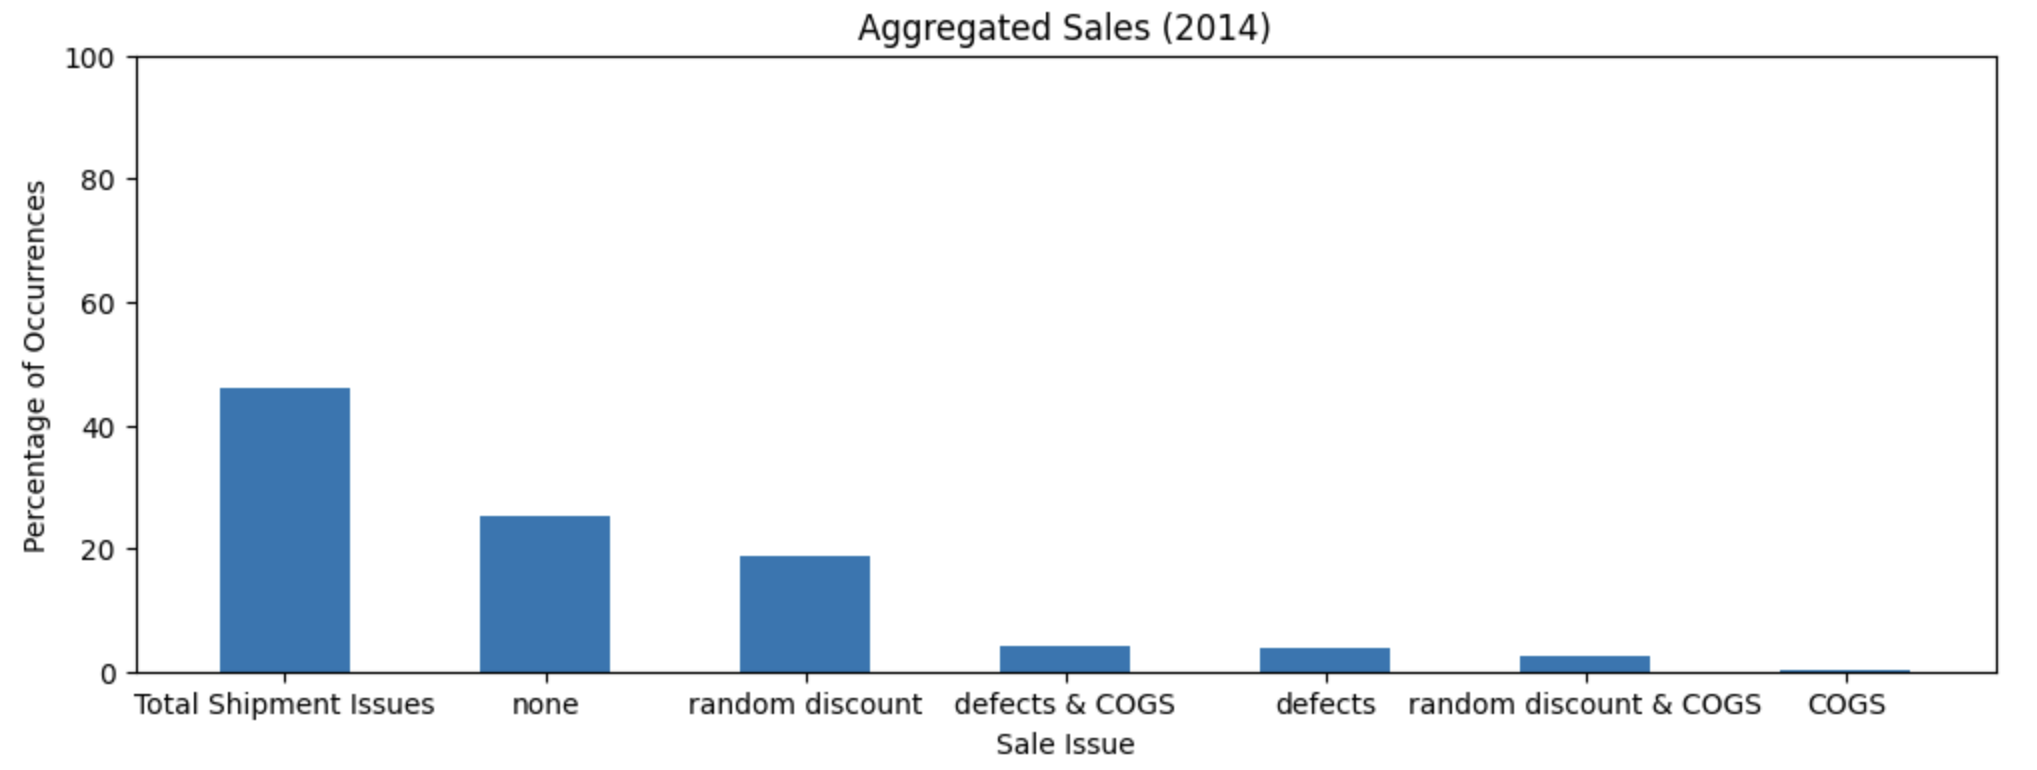 Aggregated Sales (2014)
100
80
60
40
20
0
Percentage of Occurrences
Total Shipment Issues
none
random discount
defects & COGS
defects
random discount & COGS
COGS
Sale Issue